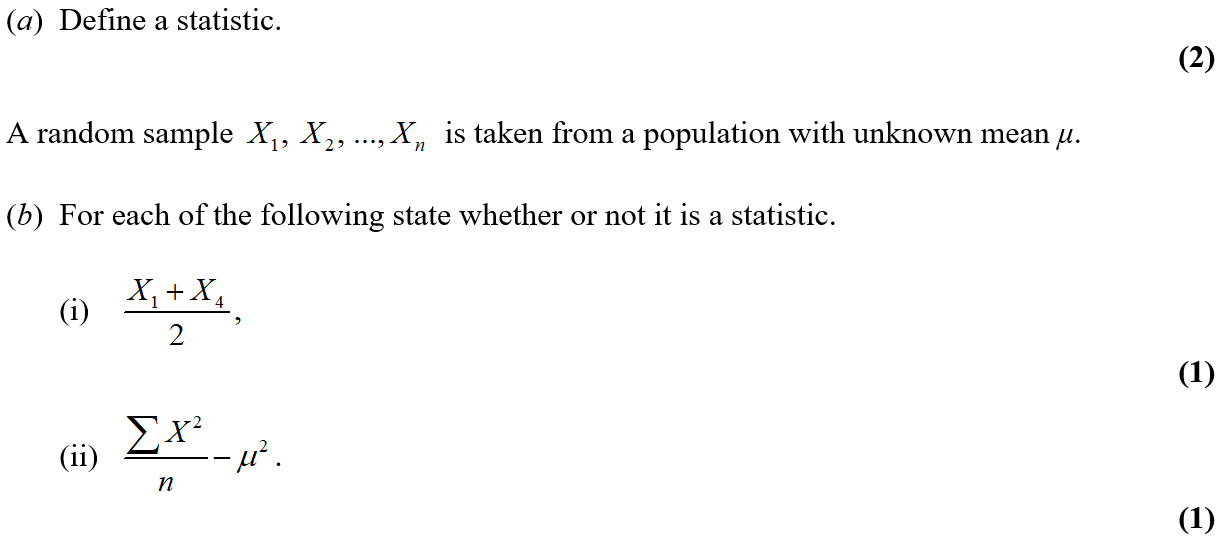 (a) Define a statistic.
(2)
A random sample X₁, X₂, ..., Xₙ is taken from a population with unknown mean μ.
(b) For each of the following state whether or not it is a statistic.
(i) (X₁ + X₄)/2,
(1)
(ii) ∑X²/n − μ².
(1)